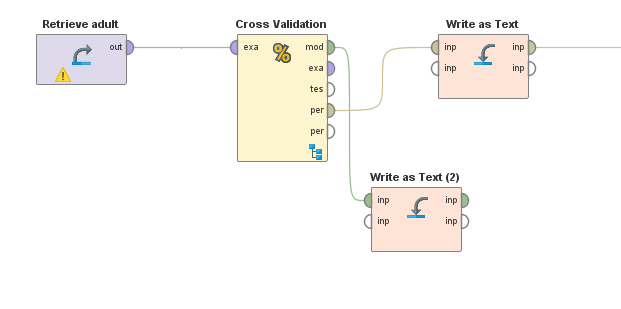 Retrieve adult
out
Cross Validation
exa
mod
exa
tes
per
per
Write as Text
inp
inp
inp
inp
Write as Text (2)
inp
inp
inp
inp